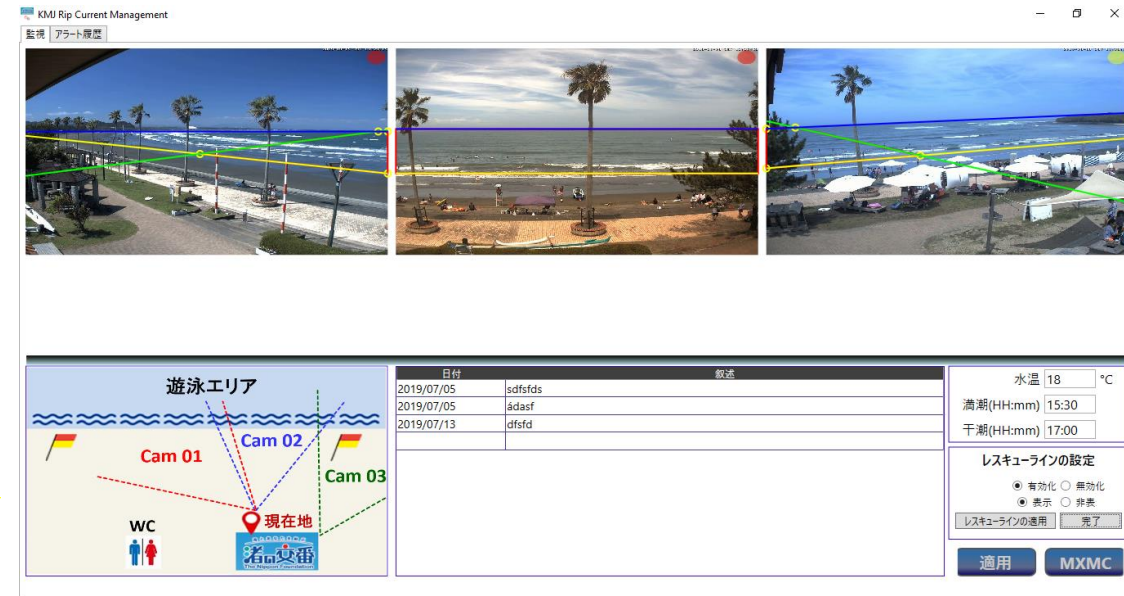 KMJ Rip Current Management
監視 アラート履歴
遊泳エリア
Cam 01
Cam 02
Cam 03
現在地
WC
渚の交番
The Nippon Foundation
日付 叙述
2019/07/05 sdfsfds
2019/07/05 ádasf
2019/07/13 dfsfd
水温 18 °C
満潮(HH:mm) 15:30
干潮(HH:mm) 17:00
レスキューラインの設定
有効化 無効化
表示 非表
レスキューラインの適用 完了
適用 MXMC